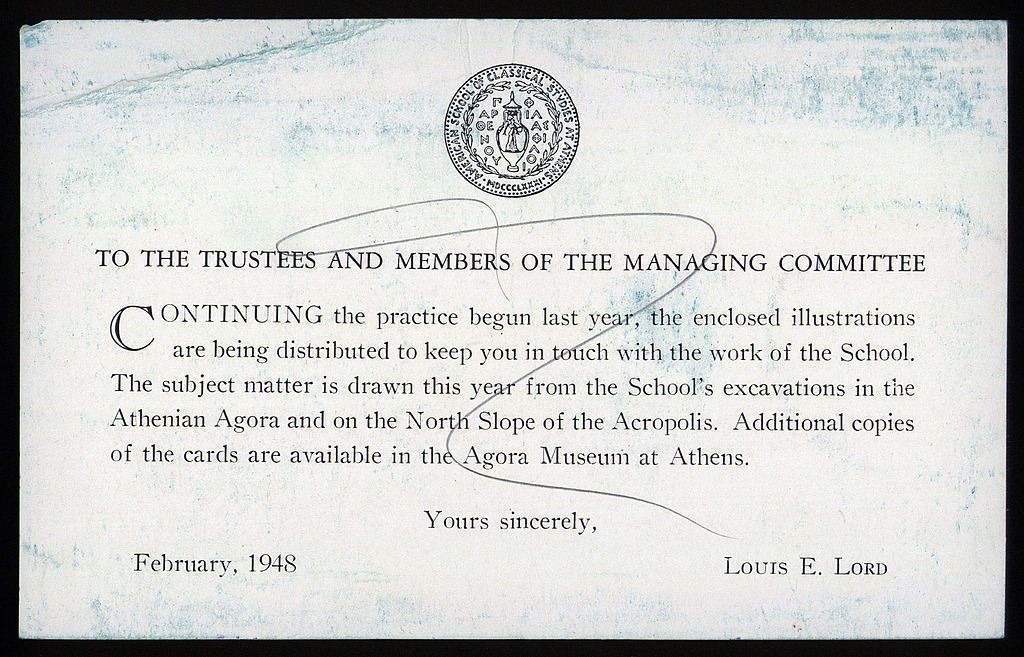 AMERICAN SCHOOL OF CLASSICAL STUDIES AT ATHENS
MDCCCLXXXI
TO THE TRUSTEES AND MEMBERS OF THE MANAGING COMMITTEE
CONTINUING the practice begun last year, the enclosed illustrations
are being distributed to keep you in touch with the work of the School.
The subject matter is drawn this year from the School's excavations in the
Athenian Agora and on the North Slope of the Acropolis. Additional copies
of the cards are available in the Agora Museum at Athens.
Yours sincerely,
February, 1948
LOUIS E. LORD